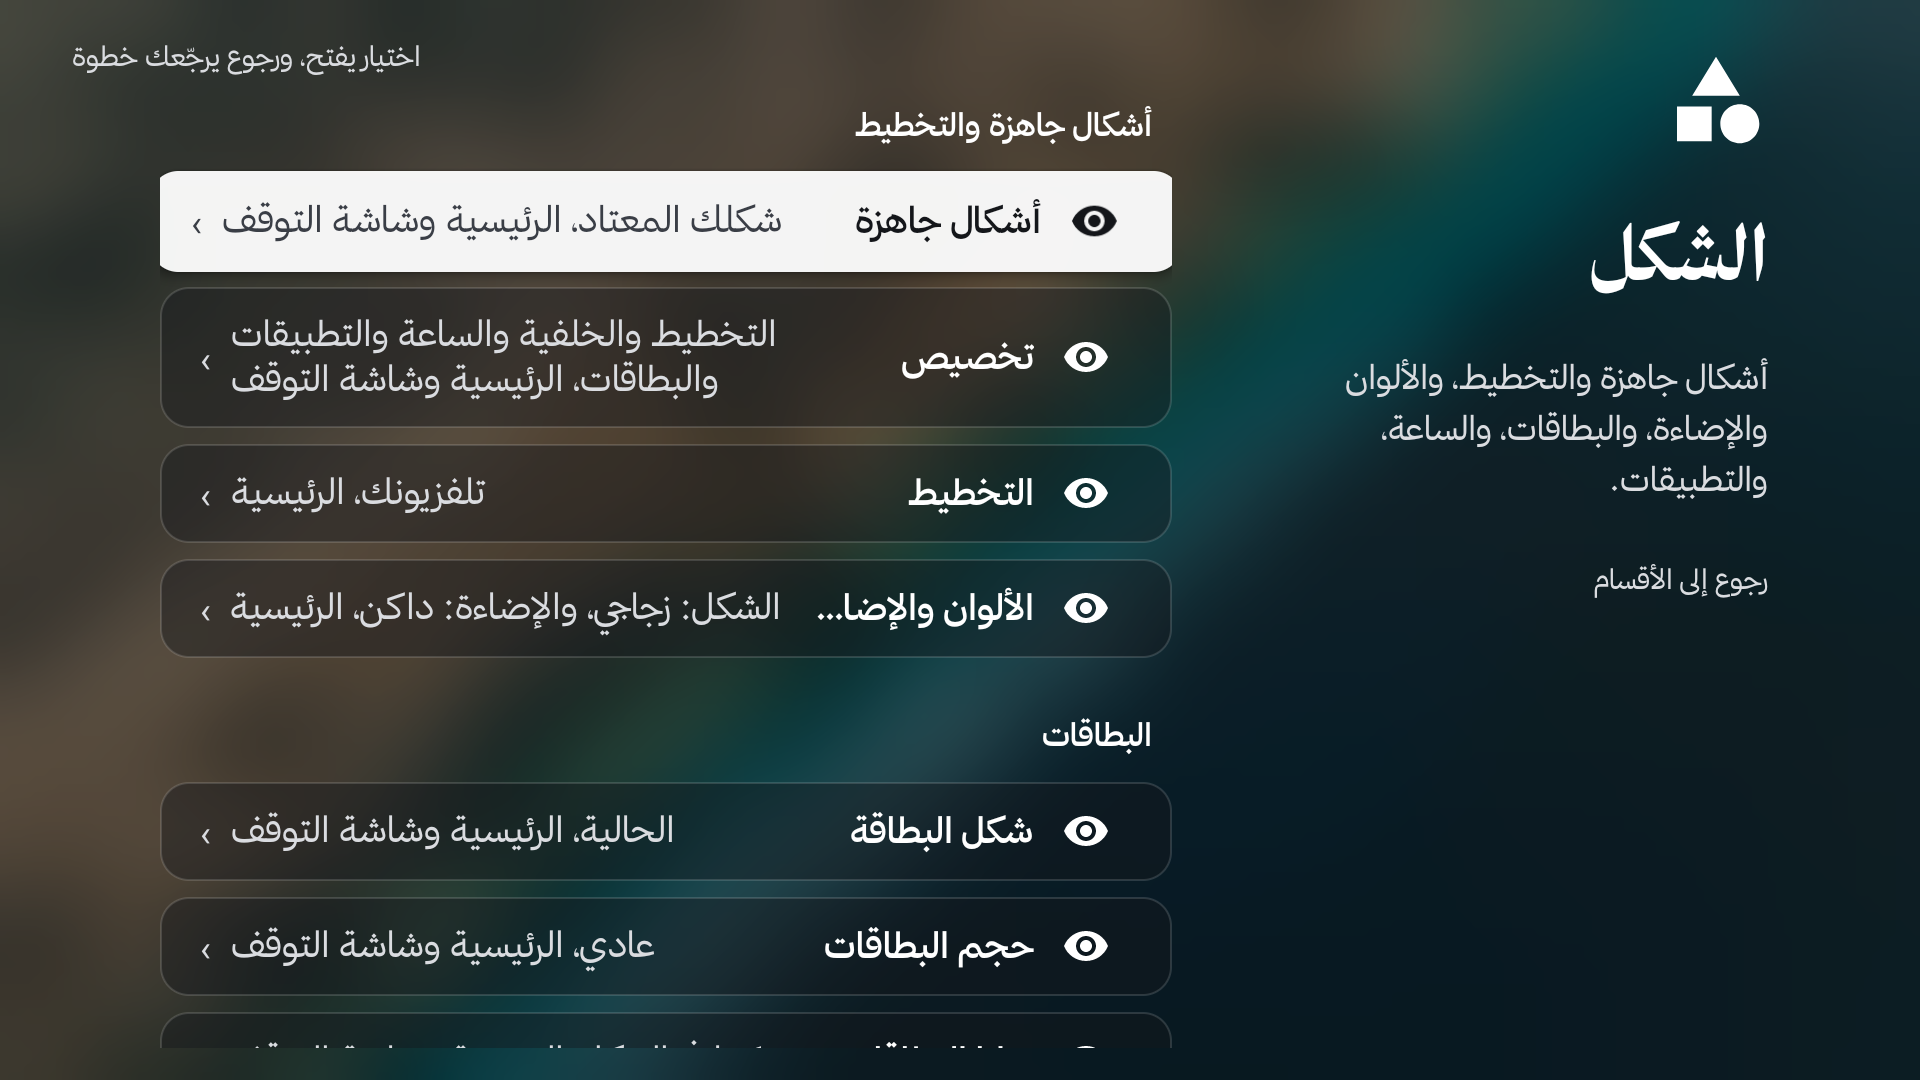 اختيار يفتح، ورجوع يرجّعك خطوة
الشكل
أشكال جاهزة والتخطيط، والألوان
والإضاءة، والبطاقات، والساعة،
والتطبيقات.
رجوع إلى الأقسام
أشكال جاهزة والتخطيط
أشكال جاهزة شكلك المعتاد، الرئيسية وشاشة التوقف ‹
تخصيص التخطيط والخلفية والساعة والتطبيقات
والبطاقات، الرئيسية وشاشة التوقف ‹
التخطيط تلفزيونك، الرئيسية ‹
الألوان والإضا... الشكل: زجاجي، والإضاءة: داكن، الرئيسية ‹
البطاقات
شكل البطاقة الحالية، الرئيسية وشاشة التوقف ‹
حجم البطاقات عادي، الرئيسية وشاشة التوقف ‹